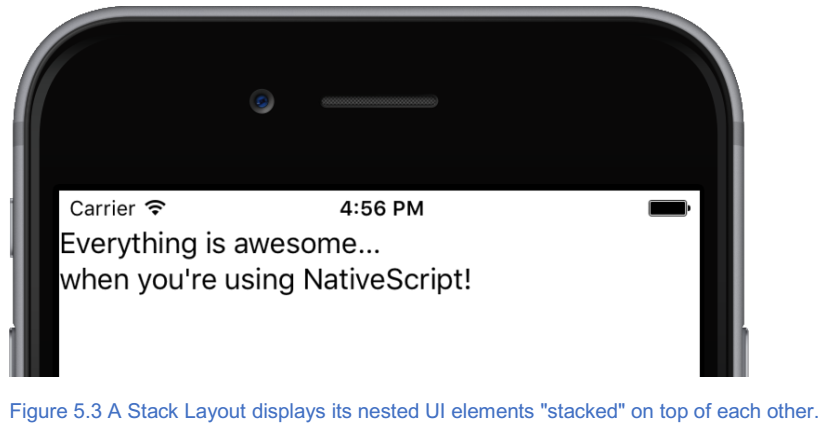 Carrier
4:56 PM
Everything is awesome...
when you're using NativeScript!
Figure 5.3 A Stack Layout displays its nested UI elements "stacked" on top of each other.